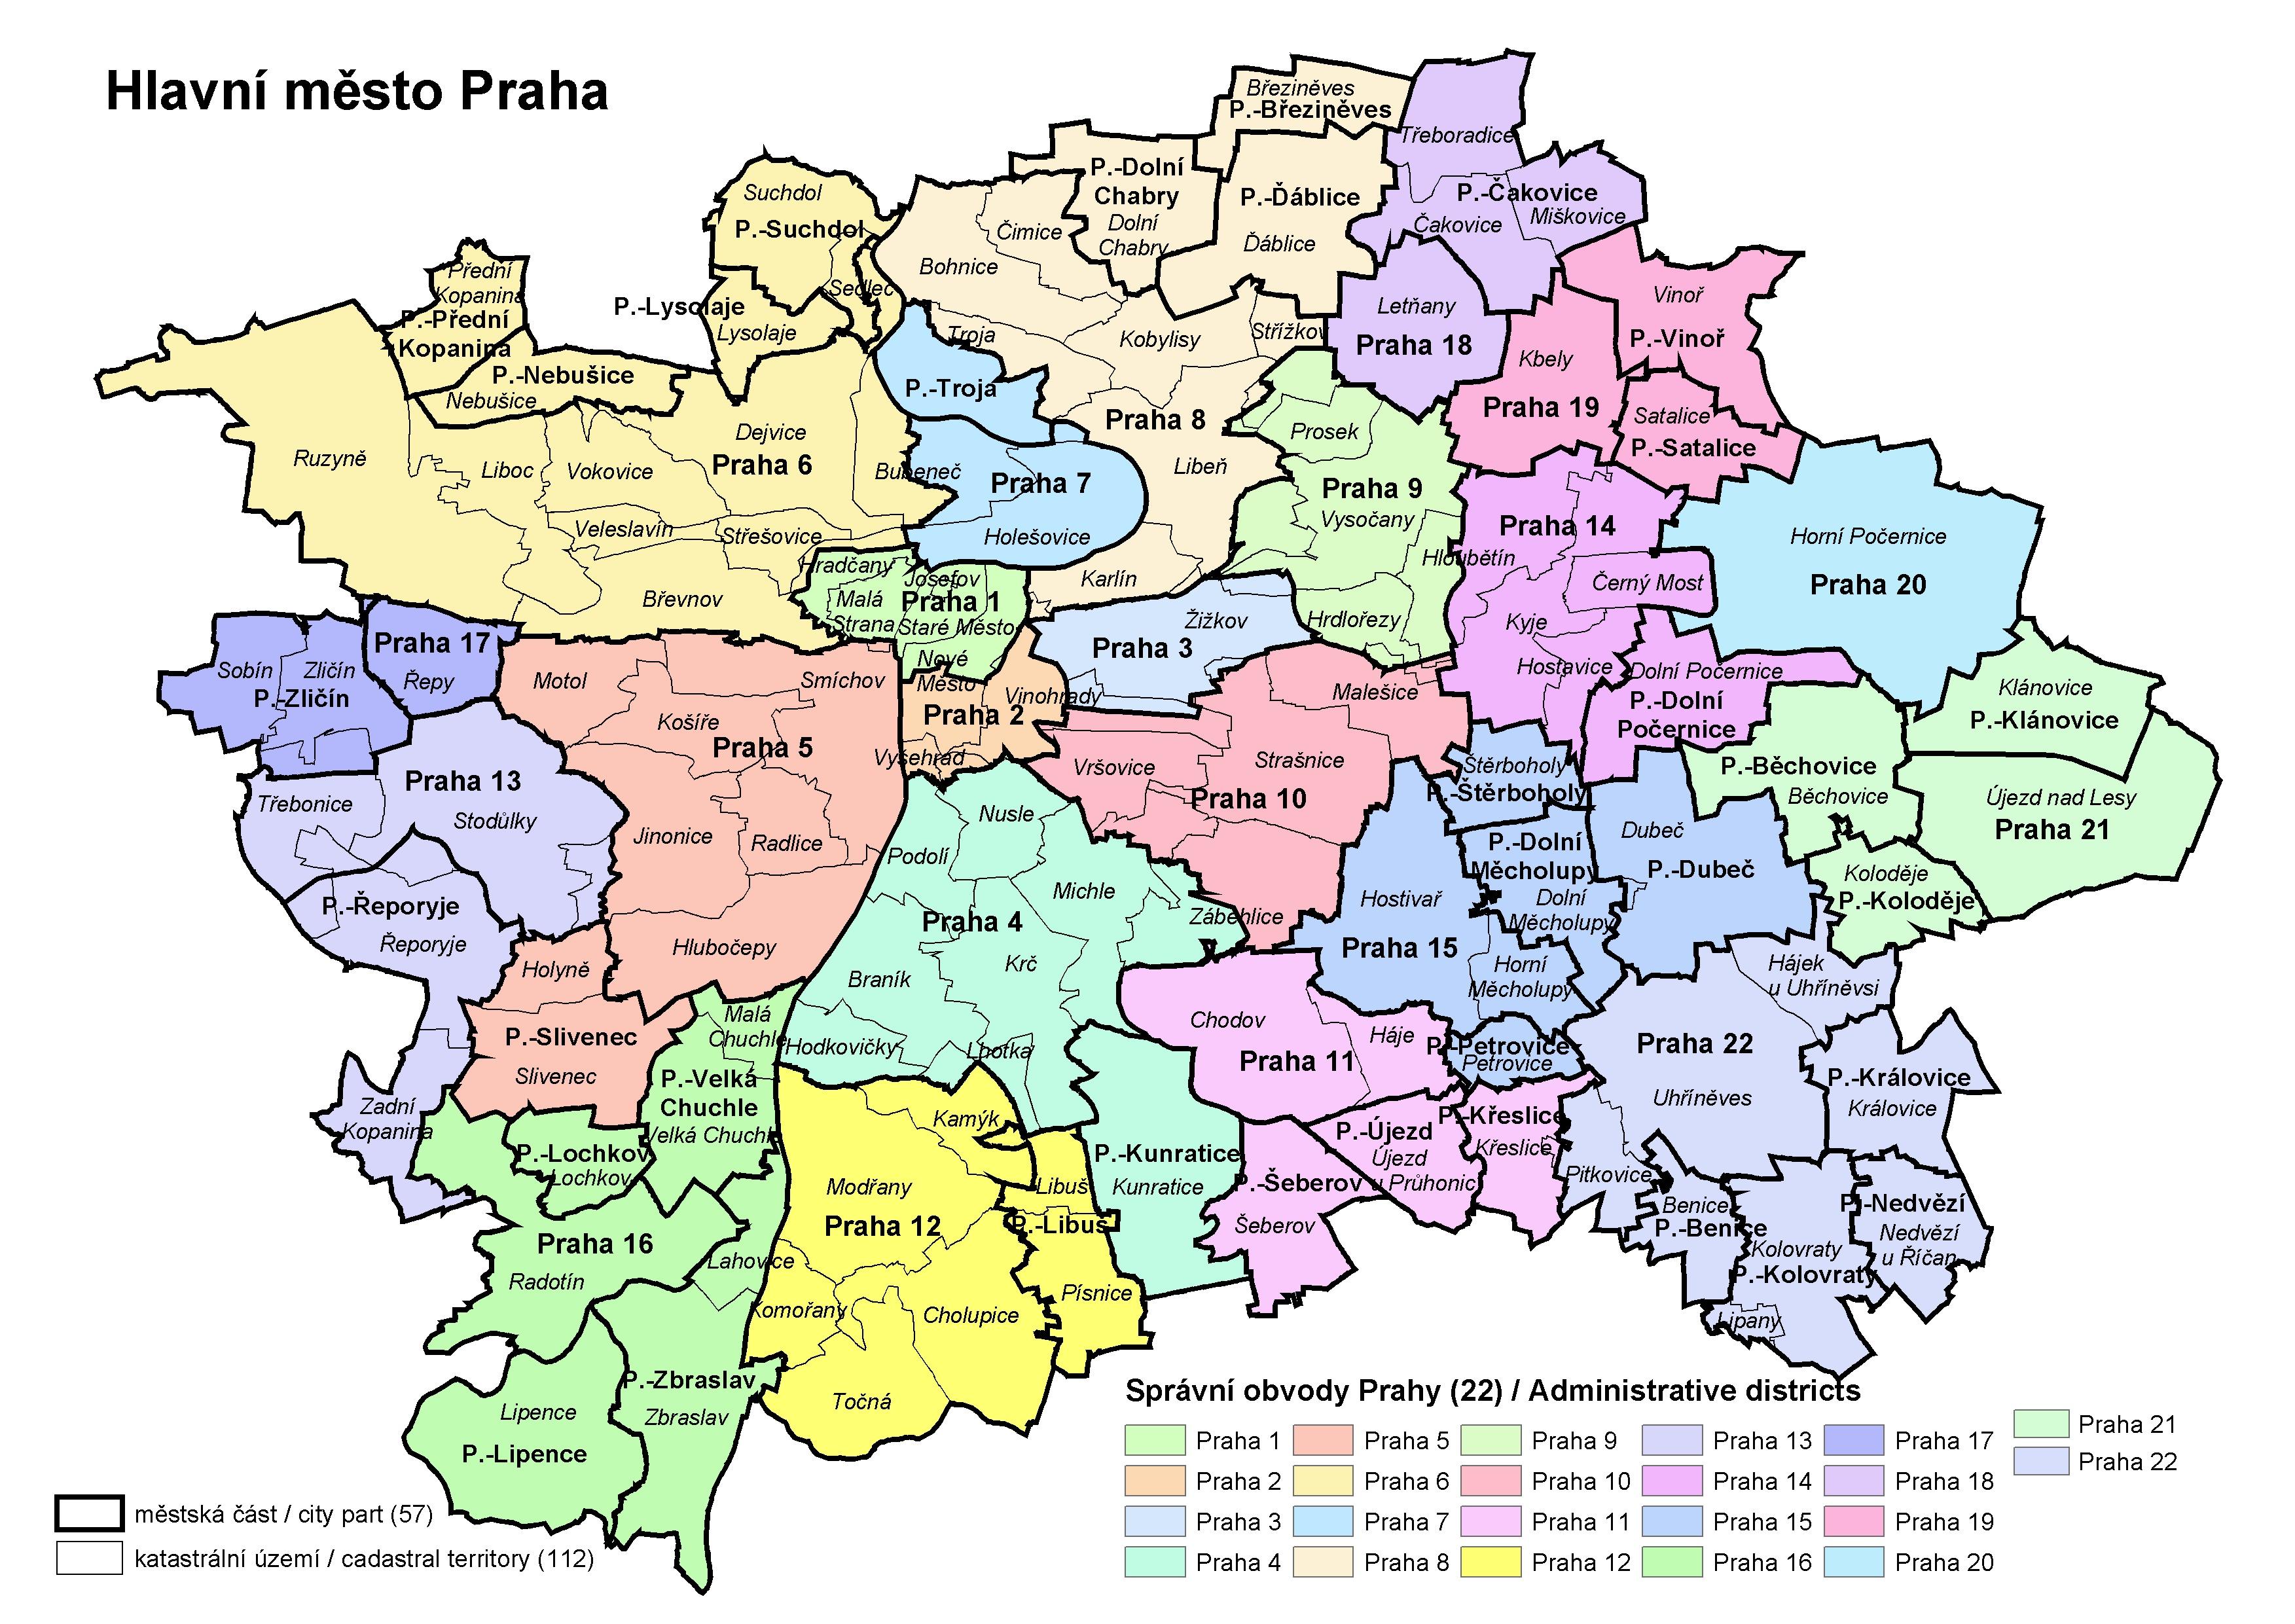 Hlavní město Praha
Březiněves
P.-Březiněves
Třeboradice
P.-Dolní
Chabry
Dolní
Chabry
P.-Ďáblice
Ďáblice
P.-Čakovice
Čakovice
Miškovice
Suchdol
P.-Suchdol
Sedlec
Čimice
Bohnice
Přední
Kopanina
P.-Přední
Kopanina
P.-Lysolaje
Lysolaje
P.-Nebušice
Nebušice
Troja
P.-Troja
Kobylisy
Střížkov
Letňany
Praha 18
Vinoř
P.-Vinoř
Kbely
Praha 19
Satalice
P.-Satalice
Praha 8
Libeň
Karlín
Prosek
Praha 9
Vysočany
Hloubětín
Hrdlořezy
Ruzyně
Liboc
Vokovice
Dejvice
Praha 6
Bubeneč
Veleslavín
Střešovice
Břevnov
Praha 7
Holešovice
Praha 14
Černý Most
Kyje
Hostavice
Horní Počernice
Praha 20
Hradčany
Josefov
Malá
Strana
Praha 1
Staré Město
Nové
Město
Praha 2
Vinohrady
Vyšehrad
Žižkov
Praha 3
Dolní Počernice
P.-Dolní
Počernice
Klánovice
P.-Klánovice
Praha 17
Řepy
Sobín
Zličín
P.-Zličín
Motol
Smíchov
Košíře
Praha 5
Jinonice
Radlice
Hlubočepy
Malešice
Strašnice
Vršovice
Praha 10
Záběhlice
Štěrboholy
P.-Štěrboholy
P.-Běchovice
Běchovice
Újezd nad Lesy
Praha 21
Praha 13
Třebonice
Stodůlky
P.-Řeporyje
Řeporyje
Nusle
Podolí
Michle
Praha 4
Krč
Braník
Hodkovičky
Lhotka
P.-Dolní
Měcholupy
Dolní
Měcholupy
Dubeč
P.-Dubeč
Koloděje
P.-Koloděje
Hostivař
Praha 15
Horní
Měcholupy
P.-Petrovice
Petrovice
Hájek
u Uhříněvsi
Praha 22
Uhříněves
P.-Královice
Královice
Holyně
P.-Slivenec
Slivenec
Malá
Chuchle
P.-Velká
Chuchle
Velká Chuchle
Zadní
Kopanina
P.-Lochkov
Lochkov
Chodov
Háje
Praha 11
P.-Újezd
Újezd
u Průhonic
P.-Křeslice
Křeslice
P.-Kunratice
Kunratice
P.-Šeberov
Šeberov
Pitkovice
Benice
P.-Benice
P.-Nedvězí
Nedvězí
u Říčan
Kolovraty
P.-Kolovraty
Lipany
Kamýk
Modřany
Praha 12
Libuš
P.-Libuš
Písnice
Cholupice
Komořany
Točná
Praha 16
Radotín
Lahovice
P.-Zbraslav
Zbraslav
Lipence
P.-Lipence
Správní obvody Prahy (22) / Administrative districts
Praha 1
Praha 5
Praha 9
Praha 13
Praha 17
Praha 21
Praha 2
Praha 6
Praha 10
Praha 14
Praha 18
Praha 22
Praha 3
Praha 7
Praha 11
Praha 15
Praha 19
Praha 4
Praha 8
Praha 12
Praha 16
Praha 20
městská část / city part (57)
katastrální území / cadastral territory (112)